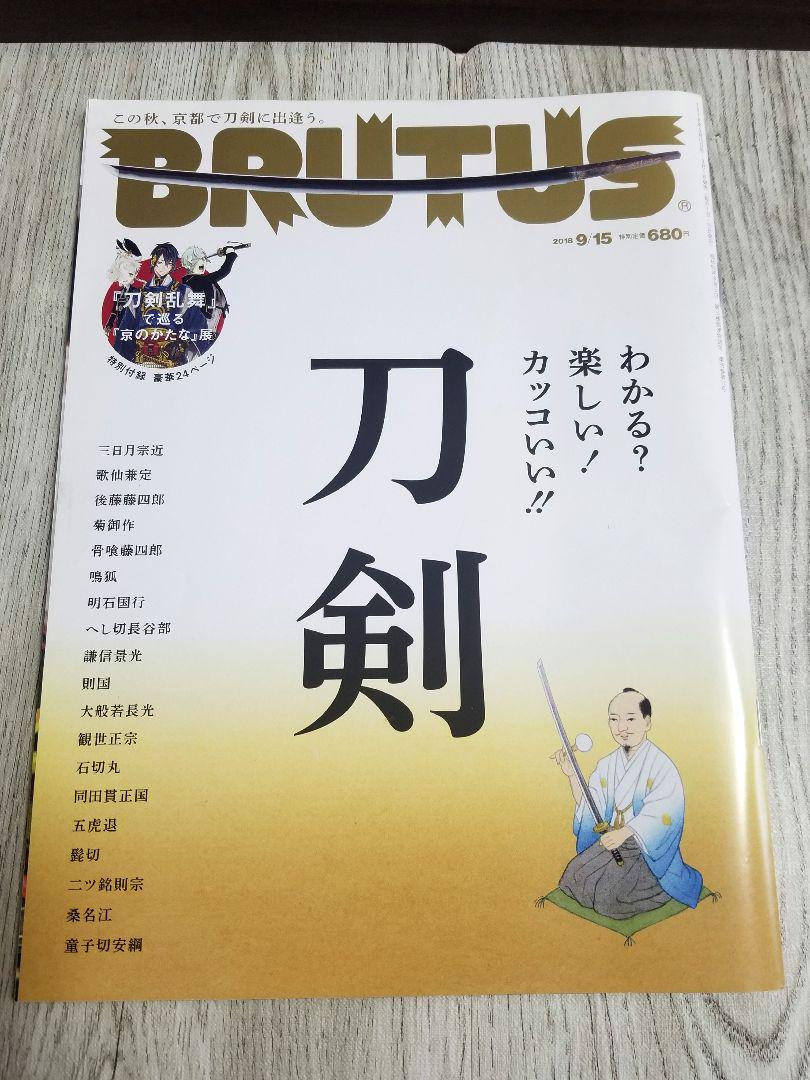 この秋、京都で刀剣に出逢う。
BRUTUS
2018 9/15 特別定価680円
『刀剣乱舞』
で巡る
『京のかたな』展
特別付録 豪華24ページ
わかる?
楽しい!
カッコいい!!
刀剣
三日月宗近
歌仙兼定
後藤藤四郎
菊御作
骨喰藤四郎
鳴狐
明石国行
へし切長谷部
謙信景光
則国
大般若長光
観世正宗
石切丸
同田貫正国
五虎退
髭切
二ツ銘則宗
桑名江
童子切安綱